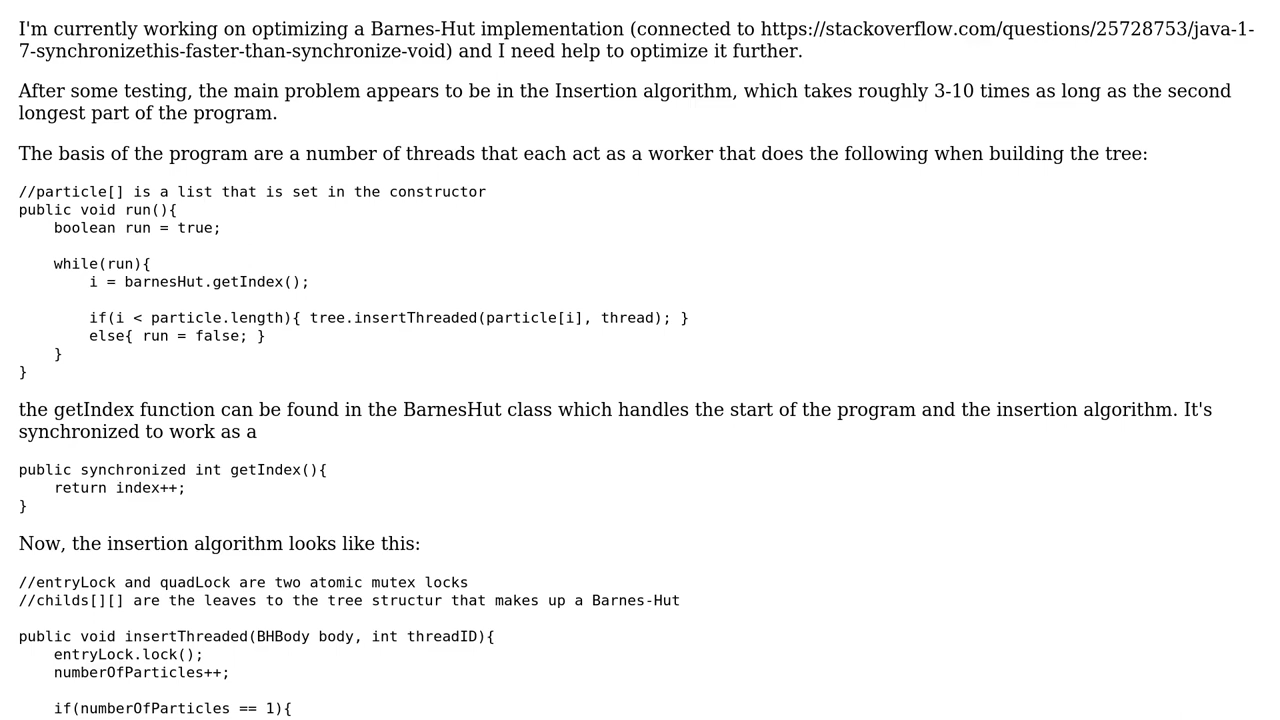 I'm currently working on optimizing a Barnes-Hut implementation (connected to https://stackoverflow.com/questions/25728753/java-1-
7-synchronizethis-faster-than-synchronize-void) and I need help to optimize it further.
After some testing, the main problem appears to be in the Insertion algorithm, which takes roughly 3-10 times as long as the second
longest part of the program.
The basis of the program are a number of threads that each act as a worker that does the following when building the tree:
//particle[] is a list that is set in the constructor
public void run(){
    boolean run = true;
    while(run){
        i = barnesHut.getIndex();
        if(i < particle.length){ tree.insertThreaded(particle[i], thread); }
        else{ run = false; }
    }
}
the getIndex function can be found in the BarnesHut class which handles the start of the program and the insertion algorithm. It's
synchronized to work as a
public synchronized int getIndex(){
    return index++;
}
Now, the insertion algorithm looks like this:
//entryLock and quadLock are two atomic mutex locks
//childs[][] are the leaves to the tree structur that makes up a Barnes-Hut
public void insertThreaded(BHBody body, int threadID){
    entryLock.lock();
    numberOfParticles++;
    if(numberOfParticles == 1){